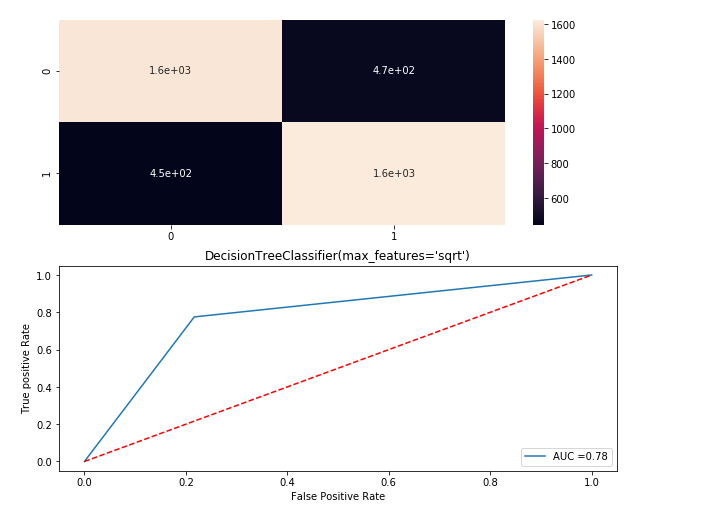 1.6e+03 4.7e+02
4.5e+02 1.6e+03
0
1
0 1
1600
1400
1200
1000
800
600
DecisionTreeClassifier(max_features='sqrt')
True positive Rate
1.0
0.8
0.6
0.4
0.2
0.0
AUC =0.78
0.0 0.2 0.4 0.6 0.8 1.0
False Positive Rate